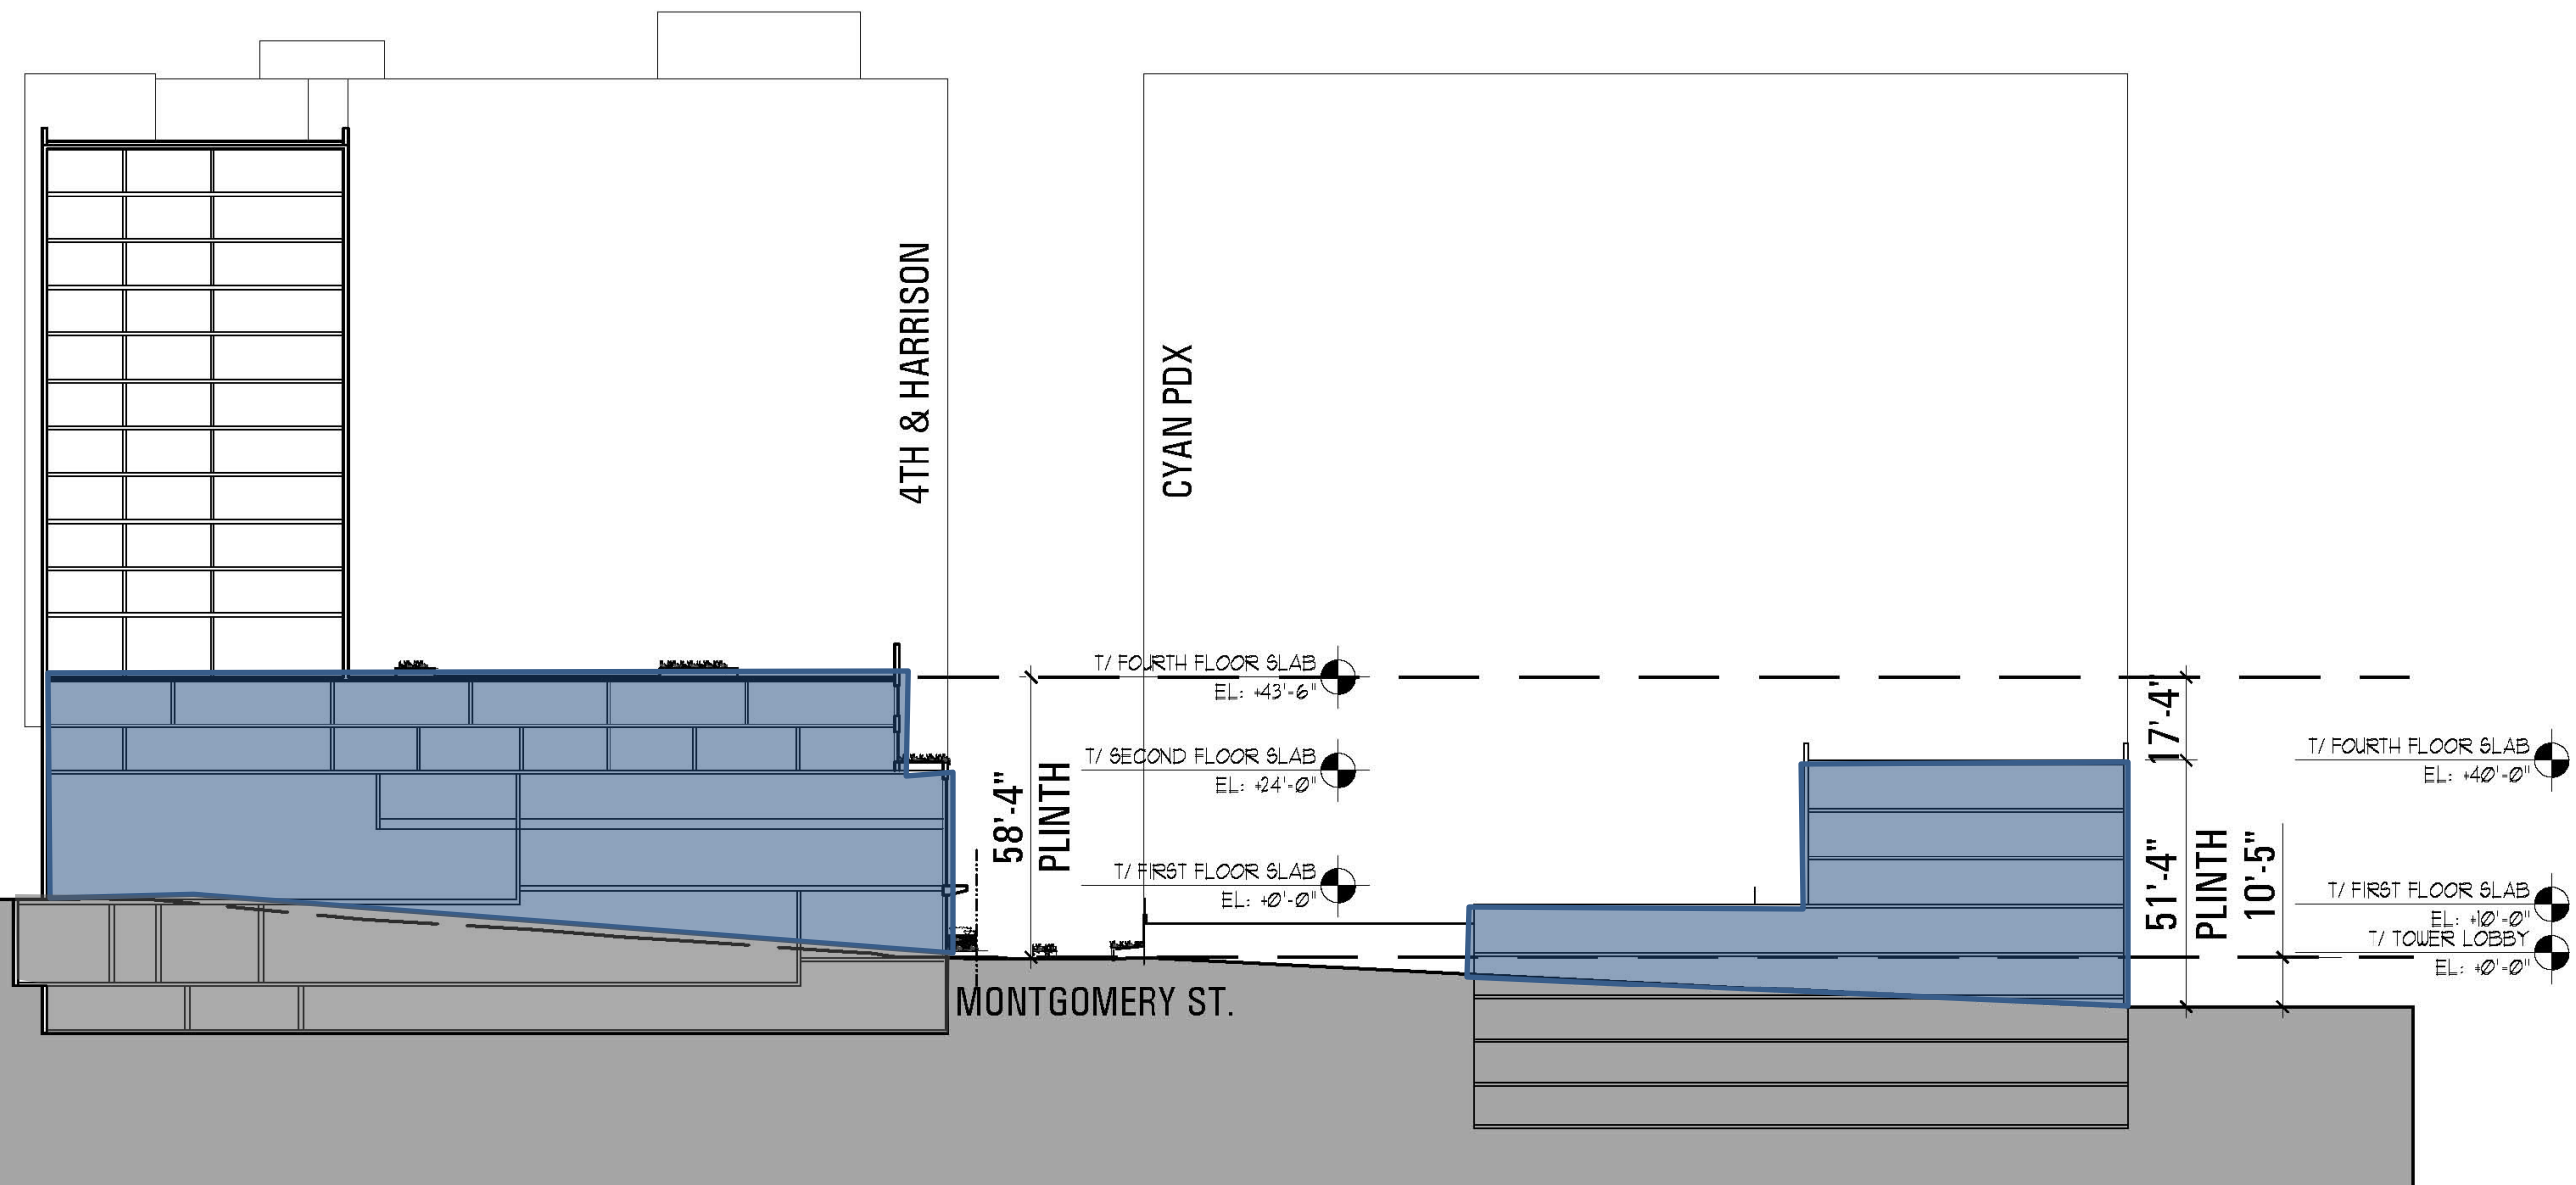 4TH & HARRISON
CYAN PDX
T/ FOURTH FLOOR SLAB
EL: +43'-6"
T/ SECOND FLOOR SLAB
EL: +24'-0"
T/ FIRST FLOOR SLAB
EL: +0'-0"
58'-4"
PLINTH
MONTGOMERY ST.
17'-4"
51'-4"
PLINTH
10'-5"
T/ FOURTH FLOOR SLAB
EL: +40'-0"
T/ FIRST FLOOR SLAB
EL: +10'-0"
T/ TOWER LOBBY
EL: +0'-0"